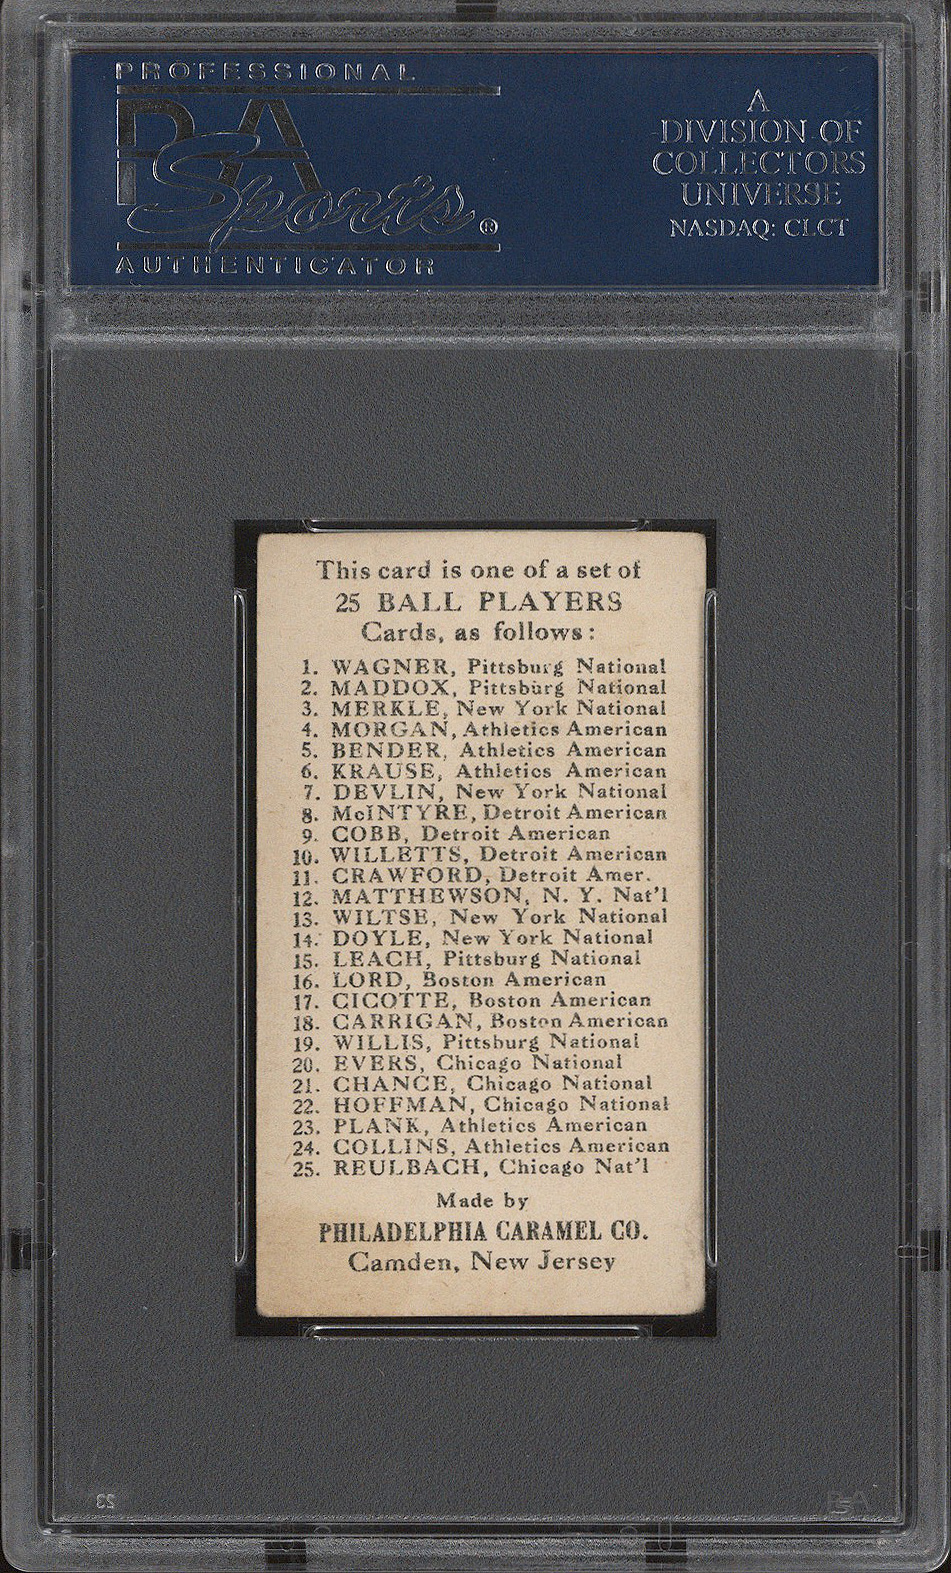 PROFESSIONAL
PSA
Sports®
AUTHENTICATOR
A
DIVISION OF
COLLECTORS
UNIVERSE
NASDAQ: CLCT
This card is one of a set of
25 BALL PLAYERS
Cards, as follows:
1. WAGNER, Pittsburg National
2. MADDOX, Pittsburg National
3. MERKLE, New York National
4. MORGAN, Athletics American
5. BENDER, Athletics American
6. KRAUSE, Athletics American
7. DEVLIN, New York National
8. McINTYRE, Detroit American
9. COBB, Detroit American
10. WILLETTS, Detroit American
11. CRAWFORD, Detroit Amer.
12. MATTHEWSON, N. Y. Nat'l
13. WILTSE, New York National
14. DOYLE, New York National
15. LEACH, Pittsburg National
16. LORD, Boston American
17. CICOTTE, Boston American
18. CARRIGAN, Boston American
19. WILLIS, Pittsburg National
20. EVERS, Chicago National
21. CHANCE, Chicago National
22. HOFFMAN, Chicago National
23. PLANK, Athletics American
24. COLLINS, Athletics American
25. REULBACH, Chicago Nat'l
Made by
PHILADELPHIA CARAMEL CO.
Camden, New Jersey
23
PSA